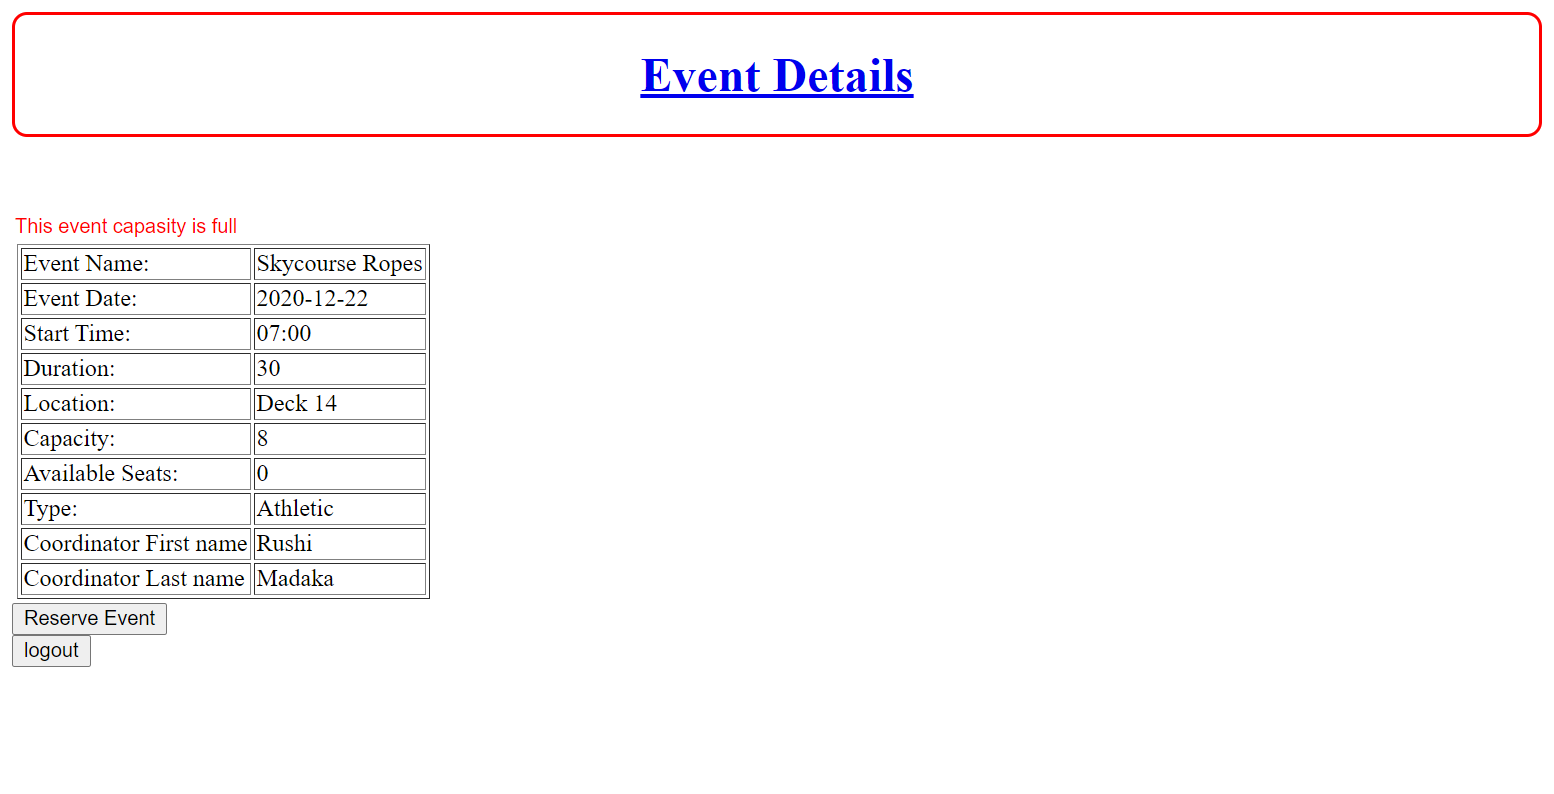 Event Details
This event capasity is full
Event Name: Skycourse Ropes
Event Date: 2020-12-22
Start Time: 07:00
Duration: 30
Location: Deck 14
Capacity: 8
Available Seats: 0
Type: Athletic
Coordinator First name Rushi
Coordinator Last name Madaka
Reserve Event
logout